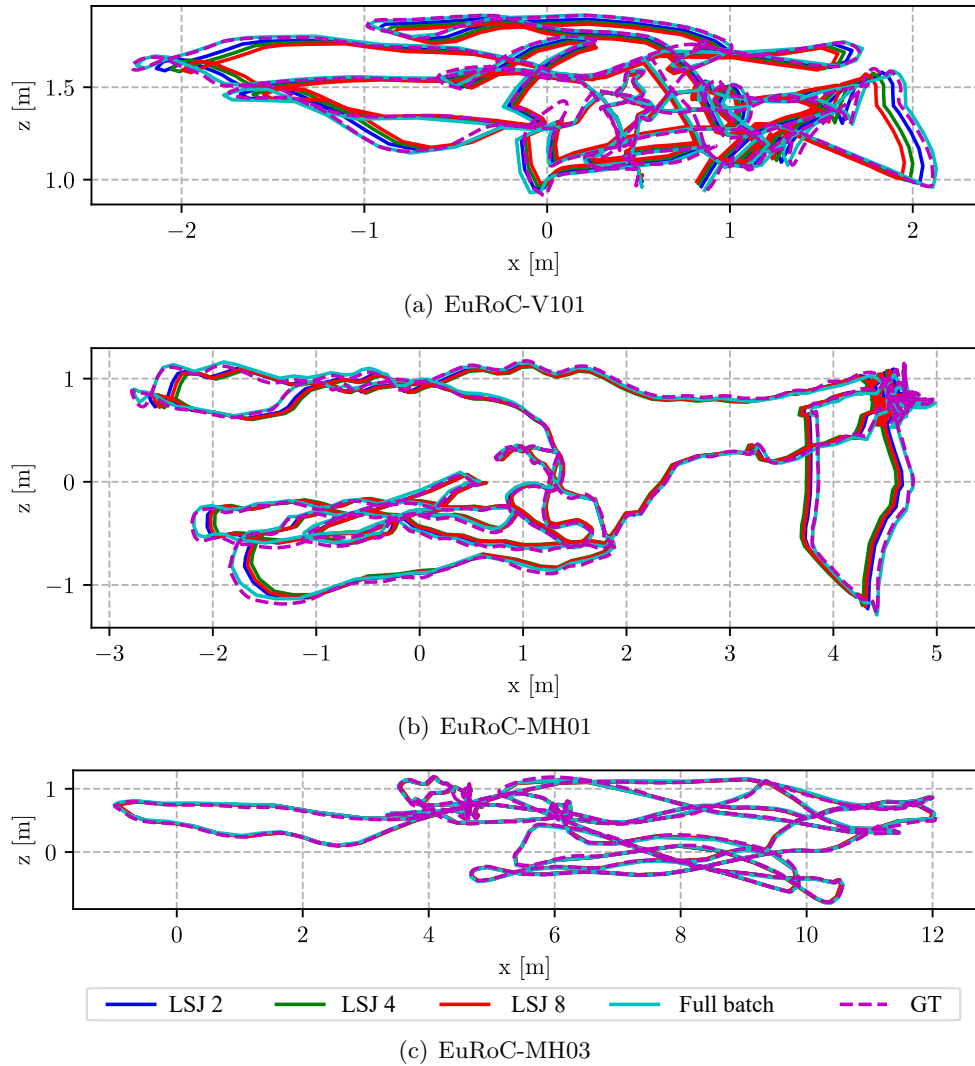 1.5
1.0
z [m]
−2 −1 0 1 2
x [m]
(a) EuRoC-V101
1
0
−1
z [m]
−3 −2 −1 0 1 2 3 4 5
x [m]
(b) EuRoC-MH01
1
0
z [m]
0 2 4 6 8 10 12
x [m]
LSJ 2 LSJ 4 LSJ 8 Full batch GT
(c) EuRoC-MH03